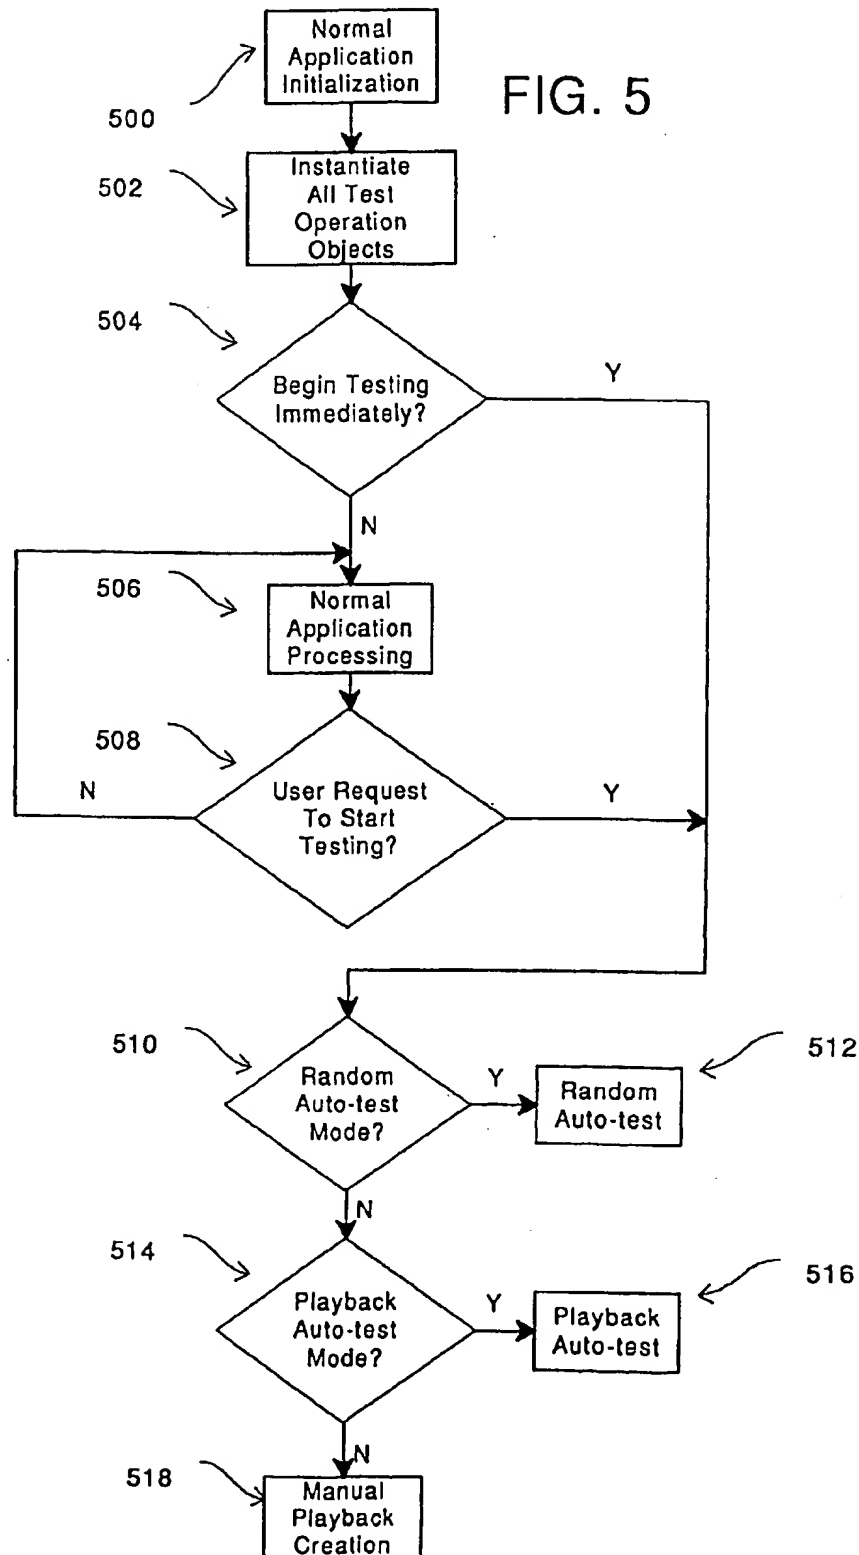 Normal
Application
Initialization
FIG. 5
500
Instantiate
All Test
Operation
Objects
502
504
Begin Testing
Immediately?
Y
N
506
Normal
Application
Processing
508
N
User Request
To Start
Testing?
Y
510
Random
Auto-test
Mode?
Y
Random
Auto-test
512
N
514
Playback
Auto-test
Mode?
Y
Playback
Auto-test
516
N
518
Manual
Playback
Creation